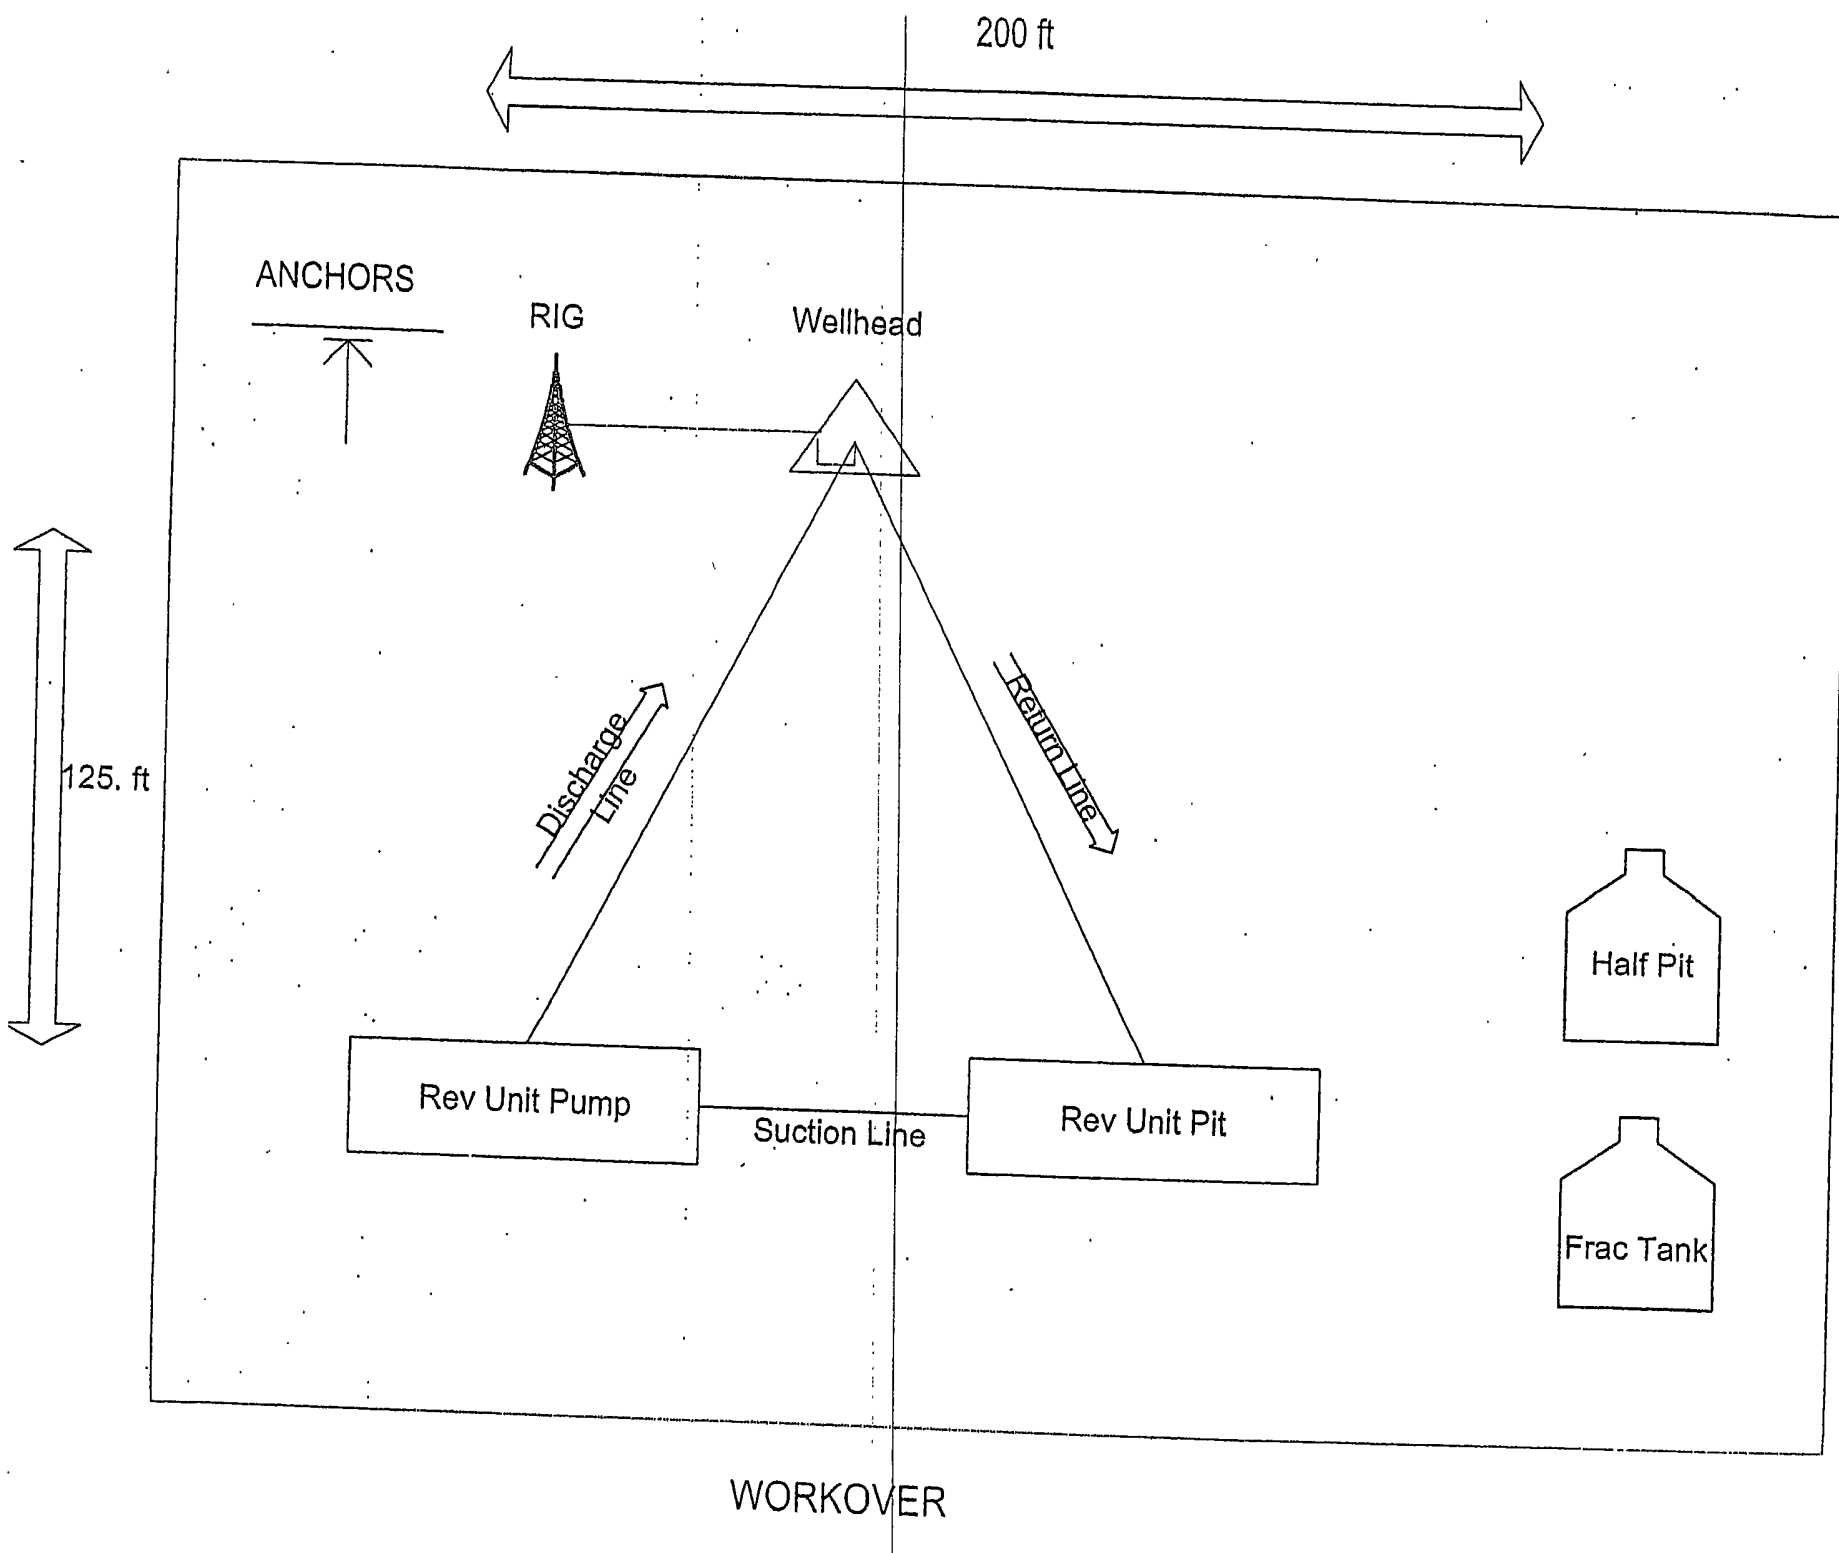 200 ft
ANCHORS
RIG
Wellhead
Discharge
Line
Return Line
125. ft
Half Pit
Rev Unit Pump
Suction Line
Rev Unit Pit
Frac Tank
WORKOVER